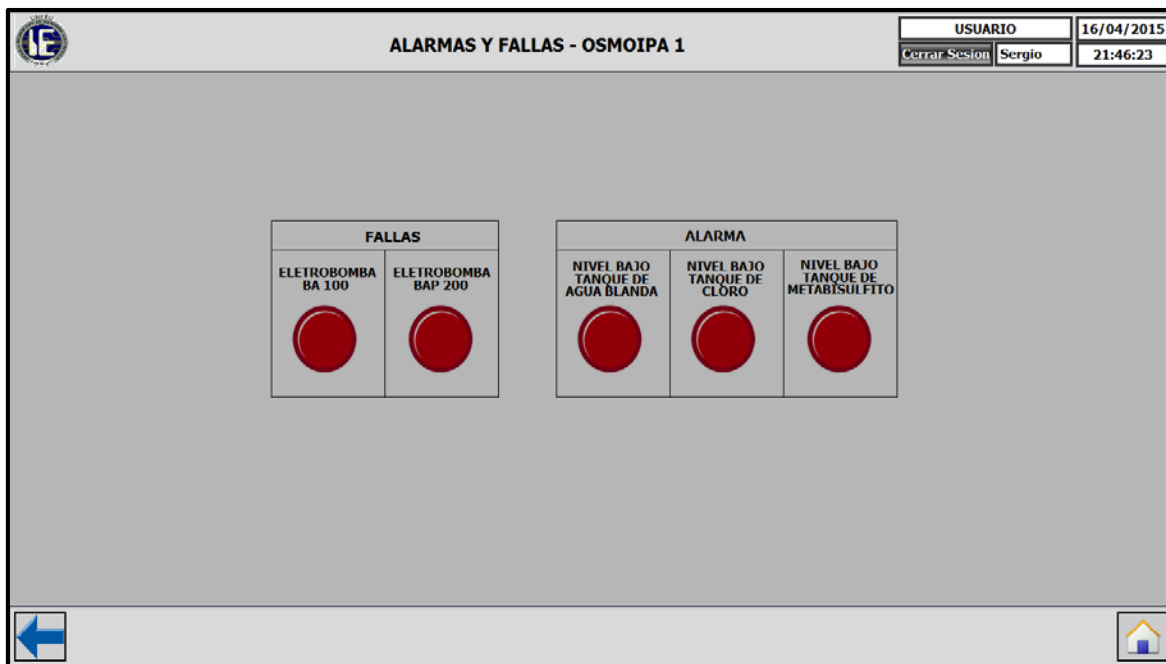 ALARMAS Y FALLAS - OSMOIPA 1
USUARIO
Cerrar Sesion Sergio
16/04/2015
21:46:23
FALLAS
ELETROBOMBA
BA 100
ELETROBOMBA
BAP 200
ALARMA
NIVEL BAJO
TANQUE DE
AGUA BLANDA
NIVEL BAJO
TANQUE DE
CLORO
NIVEL BAJO
TANQUE DE
METABISULFITO